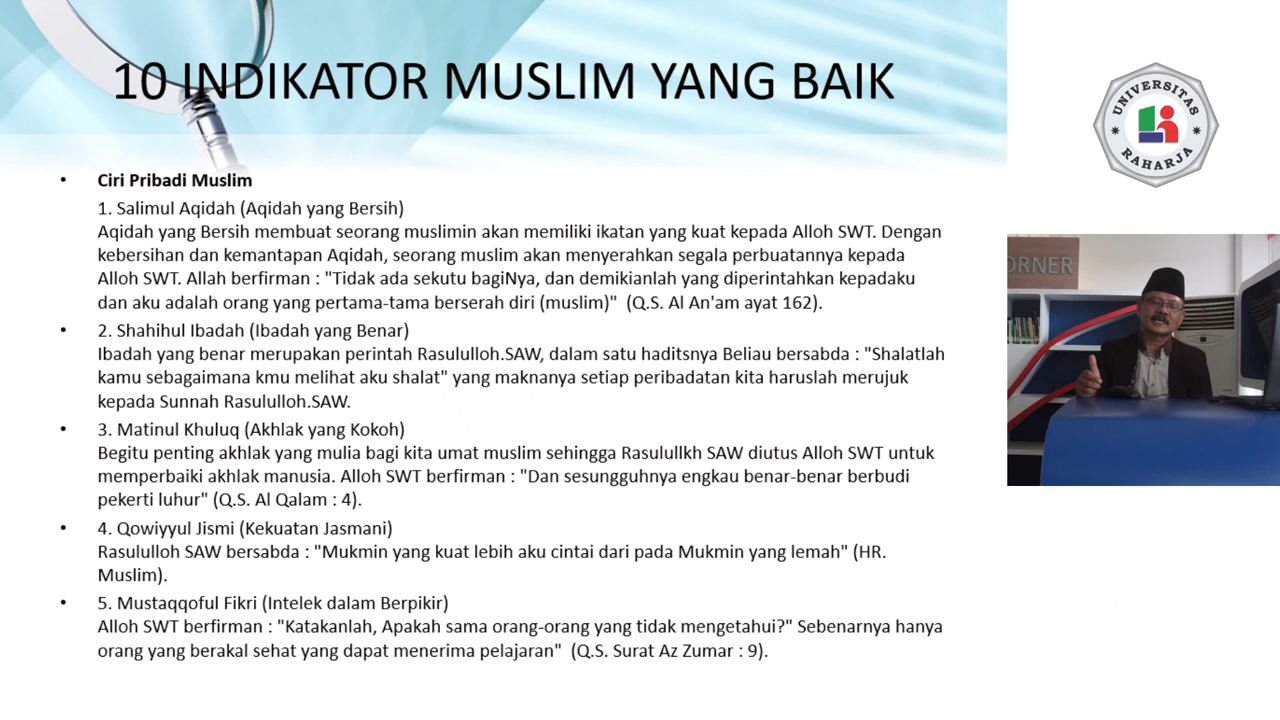 10 INDIKATOR MUSLIM YANG BAIK
• Ciri Pribadi Muslim
1. Salimul Aqidah (Aqidah yang Bersih)
Aqidah yang Bersih membuat seorang muslimin akan memiliki ikatan yang kuat kepada Alloh SWT. Dengan
kebersihan dan kemantapan Aqidah, seorang muslim akan menyerahkan segala perbuatannya kepada
Alloh SWT. Allah berfirman : "Tidak ada sekutu bagiNya, dan demikianlah yang diperintahkan kepadaku
dan aku adalah orang yang pertama-tama berserah diri (muslim)" (Q.S. Al An'am ayat 162).
• 2. Shahihul Ibadah (Ibadah yang Benar)
Ibadah yang benar merupakan perintah Rasululloh.SAW, dalam satu haditsnya Beliau bersabda : "Shalatlah
kamu sebagaimana kmu melihat aku shalat" yang maknanya setiap peribadatan kita haruslah merujuk
kepada Sunnah Rasululloh.SAW.
• 3. Matinul Khuluq (Akhlak yang Kokoh)
Begitu penting akhlak yang mulia bagi kita umat muslim sehingga Rasulullkh SAW diutus Alloh SWT untuk
memperbaiki akhlak manusia. Alloh SWT berfirman : "Dan sesungguhnya engkau benar-benar berbudi
pekerti luhur" (Q.S. Al Qalam : 4).
• 4. Qowiyyul Jismi (Kekuatan Jasmani)
Rasululloh SAW bersabda : "Mukmin yang kuat lebih aku cintai dari pada Mukmin yang lemah" (HR.
Muslim).
• 5. Mustaqqoful Fikri (Intelek dalam Berpikir)
Alloh SWT berfirman : "Katakanlah, Apakah sama orang-orang yang tidak mengetahui?" Sebenarnya hanya
orang yang berakal sehat yang dapat menerima pelajaran" (Q.S. Surat Az Zumar : 9).
UNIVERSITAS
RAHARJA
ORNER